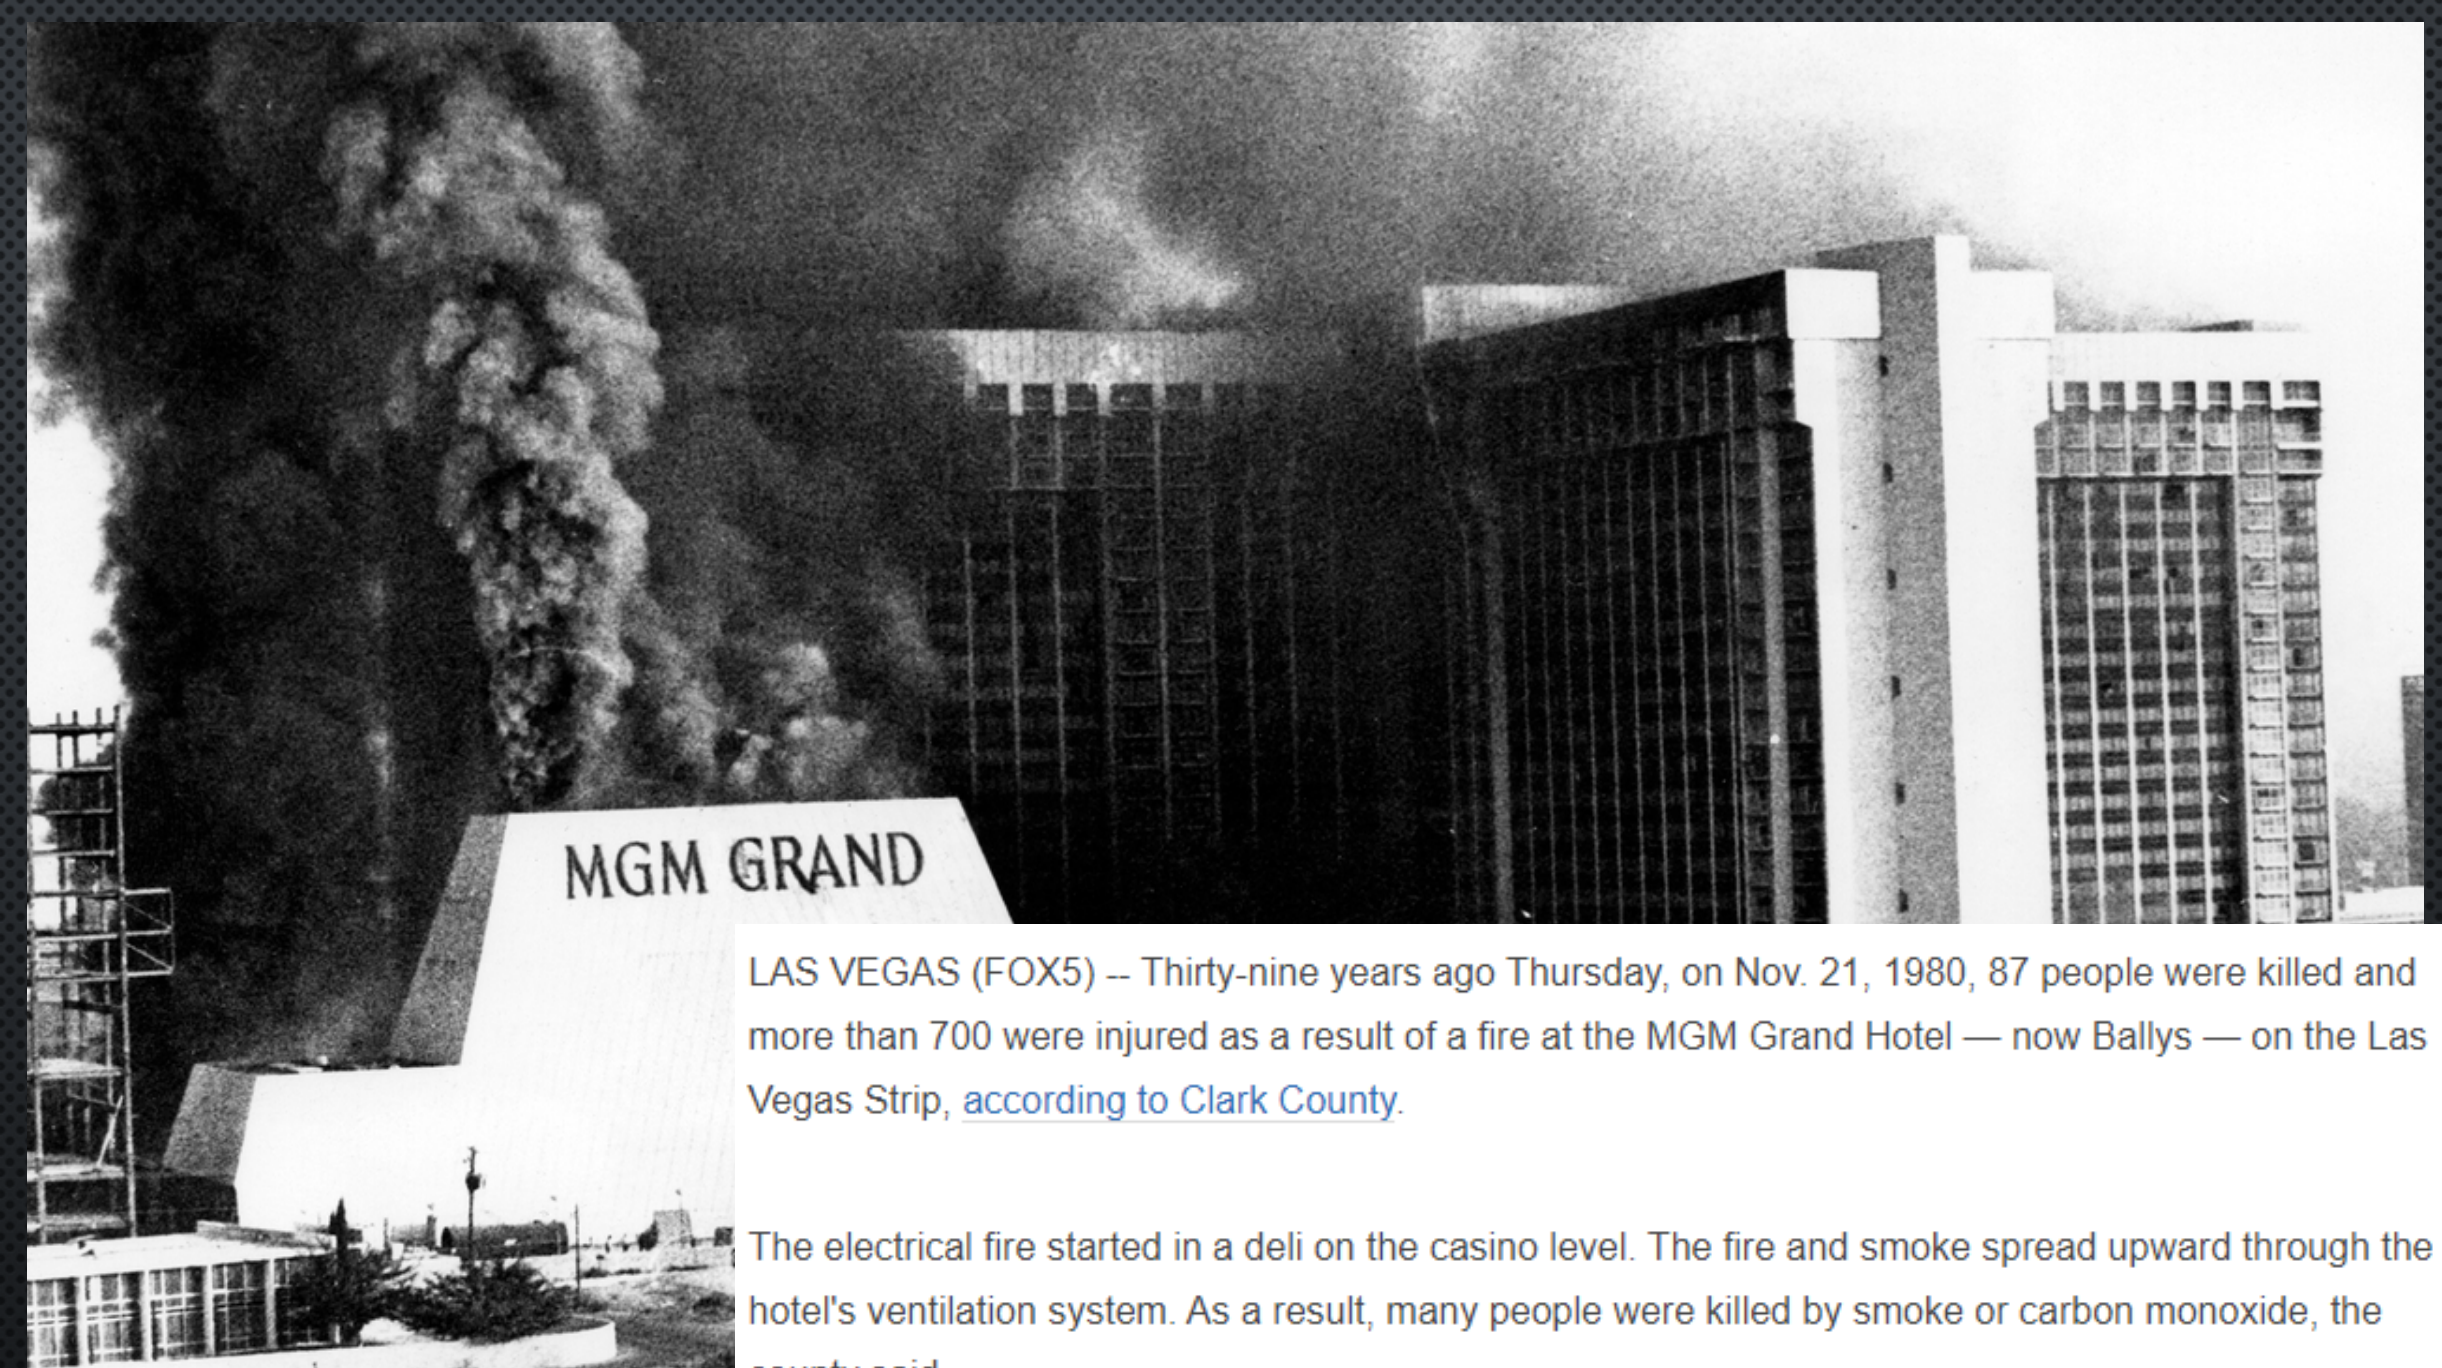 MGM GRAND
LAS VEGAS (FOX5) -- Thirty-nine years ago Thursday, on Nov. 21, 1980, 87 people were killed and
more than 700 were injured as a result of a fire at the MGM Grand Hotel — now Ballys — on the Las
Vegas Strip, according to Clark County.
The electrical fire started in a deli on the casino level. The fire and smoke spread upward through the
hotel's ventilation system. As a result, many people were killed by smoke or carbon monoxide, the
county said.